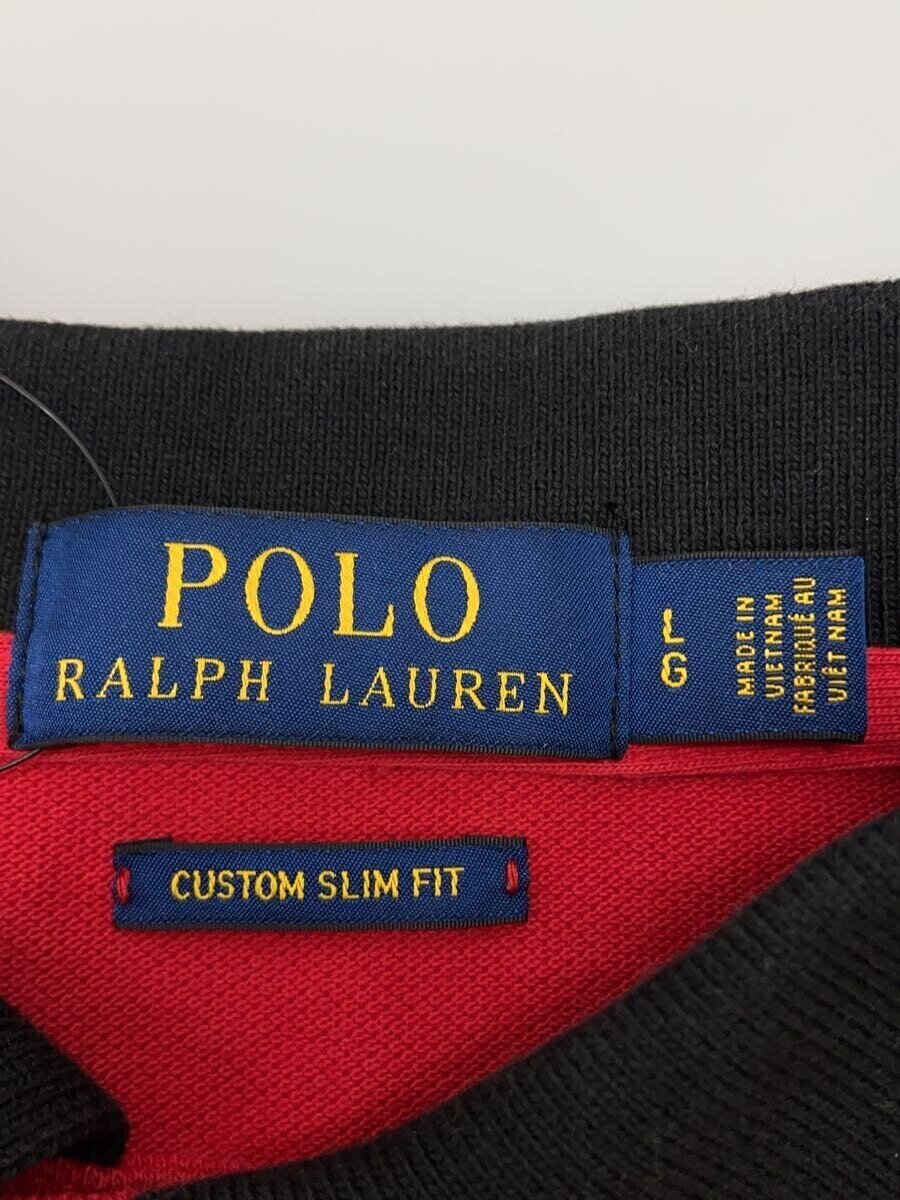 POLO
RALPH LAUREN
L
G
MADE IN
VIETNAM
FABRIQUÉ AU
VIÊT NAM
CUSTOM SLIM FIT